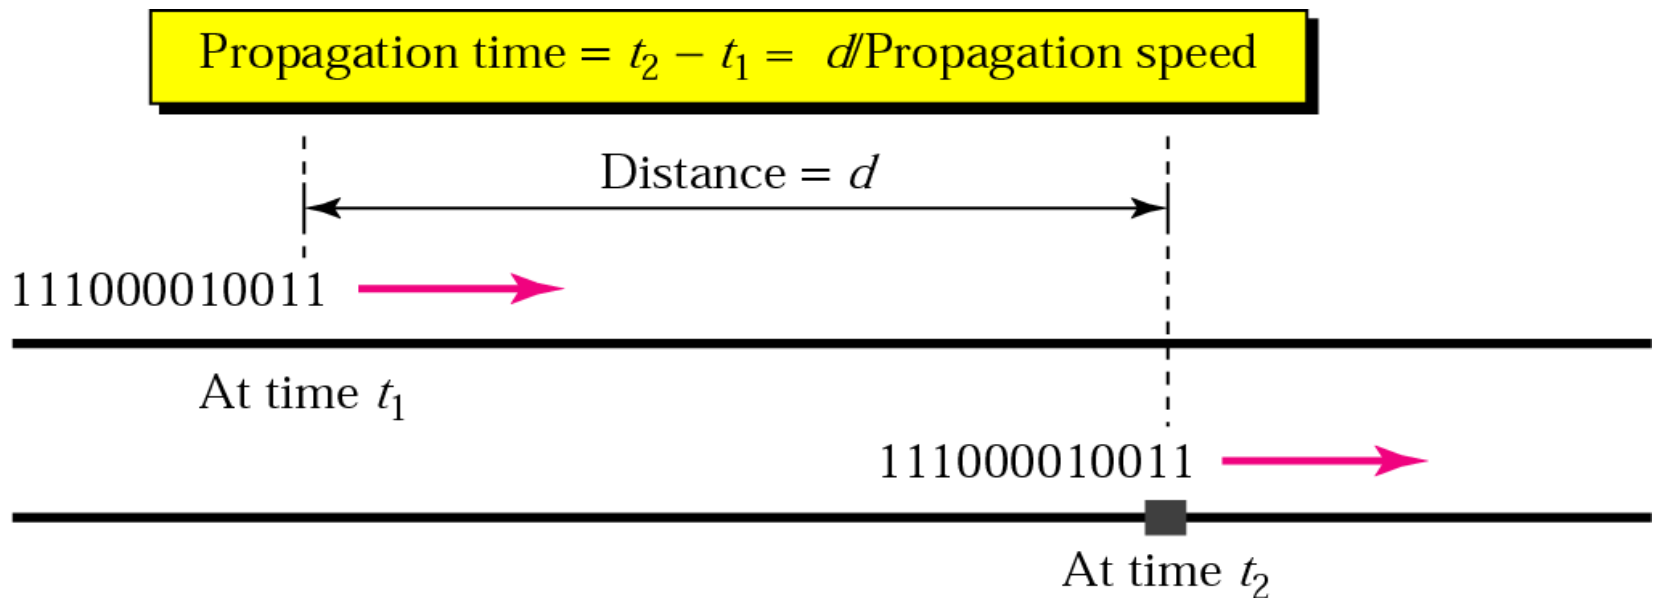 Propagation time = t₂ − t₁ = d/Propagation speed
Distance = d
111000010011
At time t₁
111000010011
At time t₂